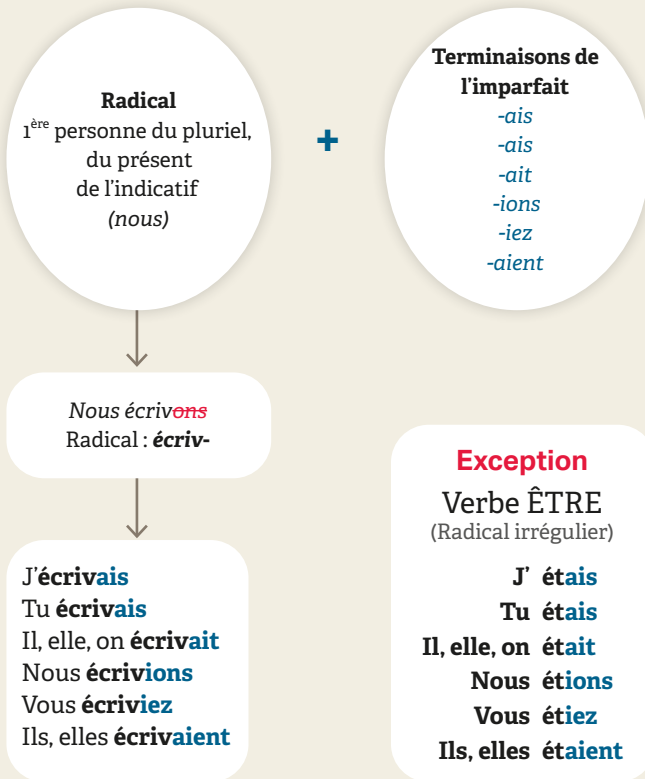 Radical
1ère personne du pluriel,
du présent
de l'indicatif
(nous)
+
Terminaisons de
l'imparfait
-ais
-ais
-ait
-ions
-iez
-aient
Nous écrivons
Radical : écriv-
J'écrivais
Tu écrivais
Il, elle, on écrivait
Nous écrivions
Vous écriviez
Ils, elles écrivaient
Exception
Verbe ÊTRE
(Radical irrégulier)
J' étais
Tu étais
Il, elle, on était
Nous étions
Vous étiez
Ils, elles étaient